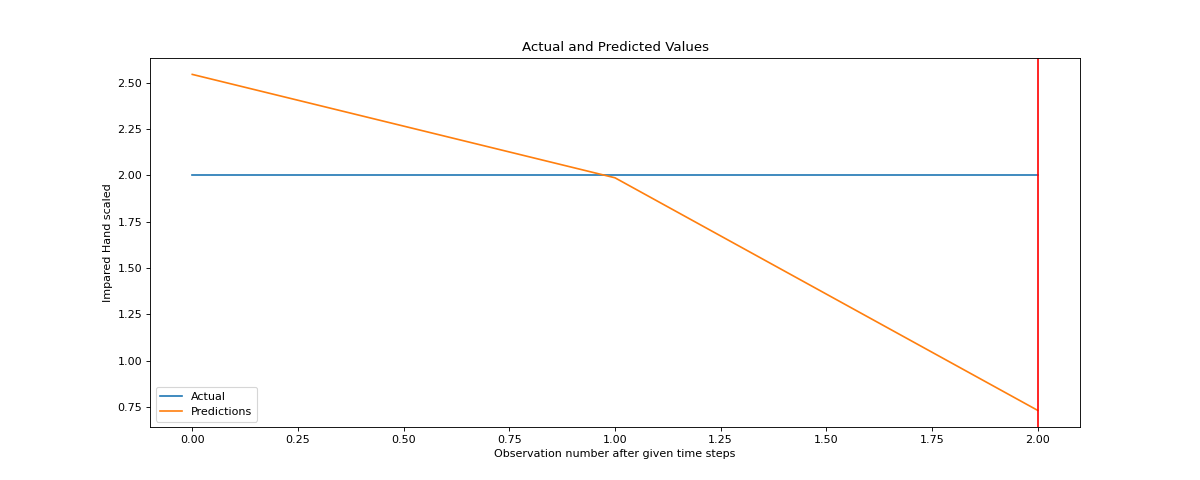 Actual and Predicted Values
Impared Hand scaled
2.50
2.25
2.00
1.75
1.50
1.25
1.00
0.75
Actual
Predictions
0.00 0.25 0.50 0.75 1.00 1.25 1.50 1.75 2.00
Observation number after given time steps